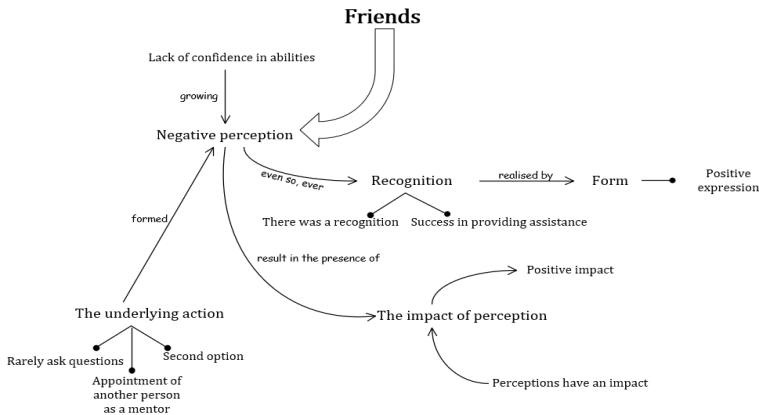 Friends
Lack of confidence in abilities
growing
Negative perception
even so, ever
Recognition
realised by
Form
Positive
expression
There was a recognition
Success in providing assistance
formed
result in the presence of
Positive impact
The underlying action
The impact of perception
Rarely ask questions
Second option
Appointment of
another person
as a mentor
Perceptions have an impact